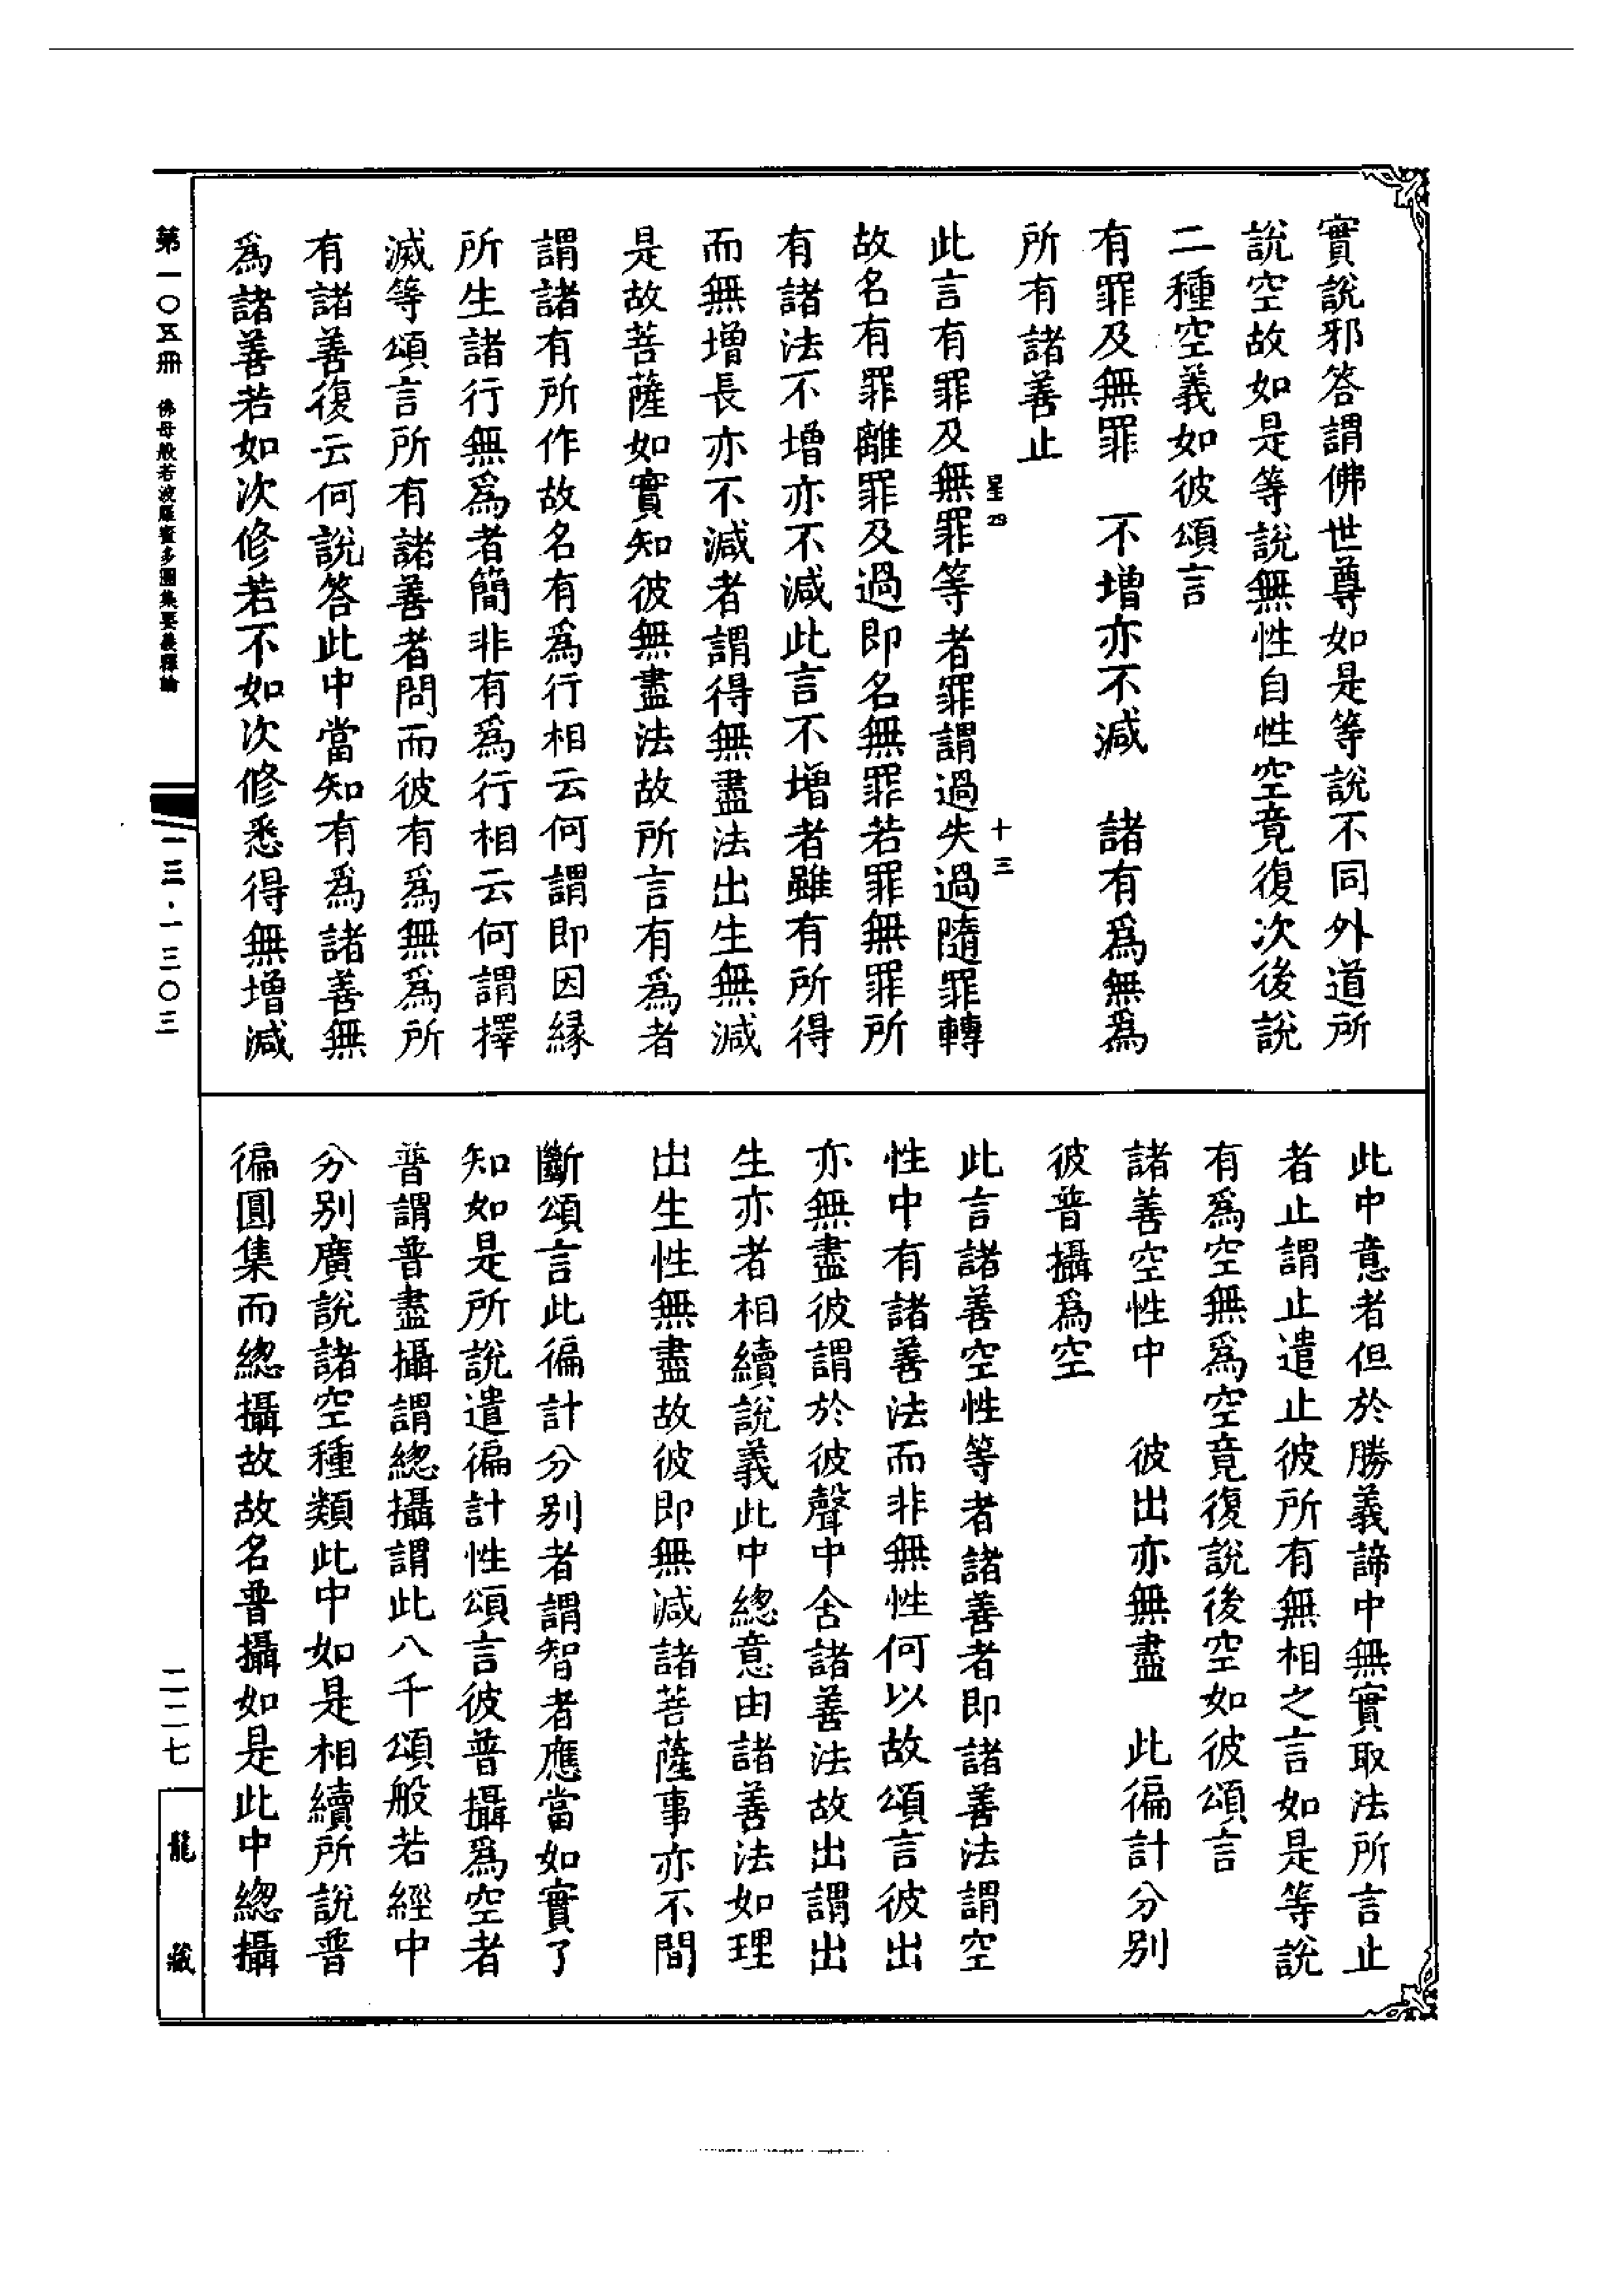 實說邪答謂佛世尊如是等說不同外道所
說空故如是等說無性自性空竟復次後說
二種空義如彼頌言
有罪及無罪　不增亦不減　諸有爲無爲
所有諸善止
此言有罪及無罪等者罪謂過失過隨罪轉
故名有罪離罪及過即名無罪若罪無罪所
有諸法不增亦不減此言不增者雖有所得
而無增長亦不減者謂得無盡法出生無減
是故菩薩如實知彼無盡法故所言有爲者
謂諸有所作故名有爲行相云何謂即因緣
所生諸行無爲者簡非有爲行相云何謂擇
滅等頌言所有諸善者問而彼有爲無爲所
有諸善復云何說答此中當知有爲諸善無
爲諸善若如次修若不如次修悉得無增減
此中意者但於勝義諦中無實取法所言止
者止謂止遣止彼所有無相之言如是等說
有爲空無爲空竟復說後空如彼頌言
諸善空性中　彼出亦無盡　此徧計分別
彼普攝爲空
此言諸善空性等者諸善者即諸善法謂空
性中有諸善法而非無性何以故頌言彼出
亦無盡彼謂於彼聲中含諸善法故出謂出
生亦者相續說義此中總意由諸善法如理
出生性無盡故彼即無減諸菩薩事亦不間
斷頌言此徧計分別者謂智者應當如實了
知如是所說遣徧計性頌言彼普攝爲空者
普謂普盡攝謂總攝謂此八千頌般若經中
分別廣說諸空種類此中如是相續所說普
徧圓集而總攝故故名普攝如是此中總攝
星29
十三
第一〇五冊　佛母般若波羅蜜多圓集要義釋論
一三·一三〇三
二二七
龍藏